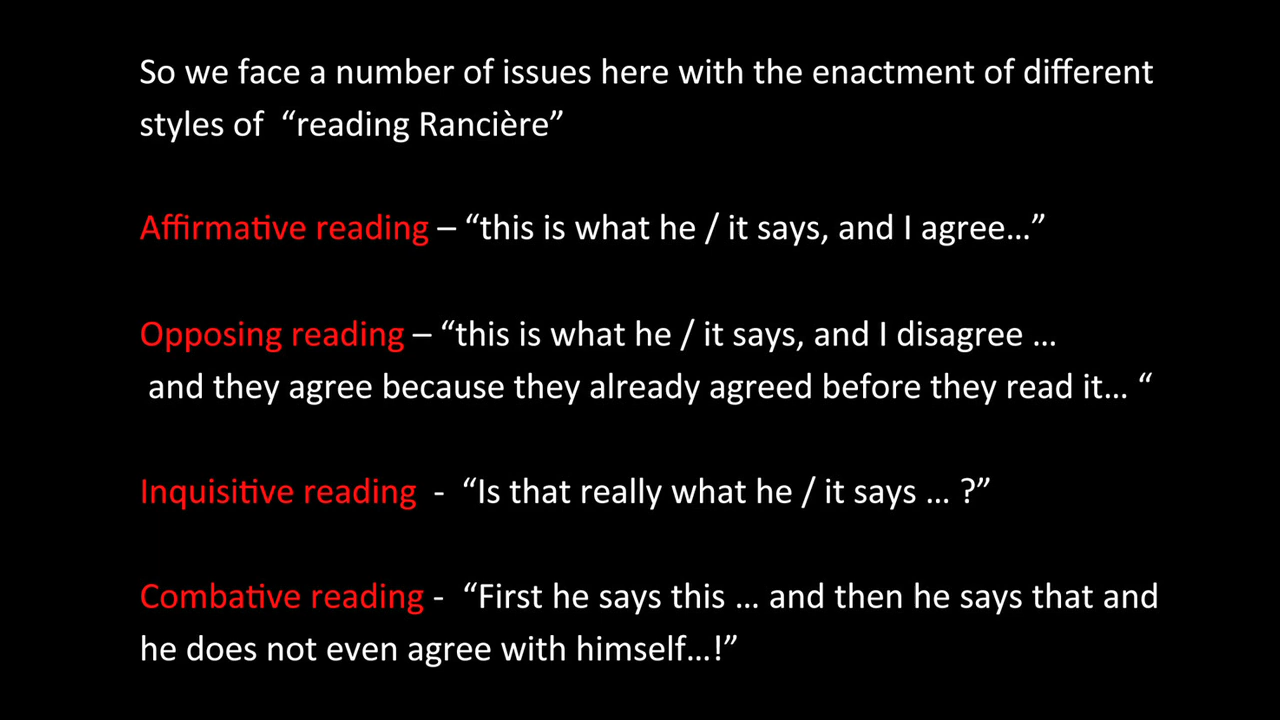 So we face a number of issues here with the enactment of different
styles of “reading Rancière”
Affirmative reading – “this is what he / it says, and I agree…”
Opposing reading – “this is what he / it says, and I disagree …
and they agree because they already agreed before they read it… “
Inquisitive reading - “Is that really what he / it says … ?”
Combative reading - “First he says this … and then he says that and
he does not even agree with himself…!”